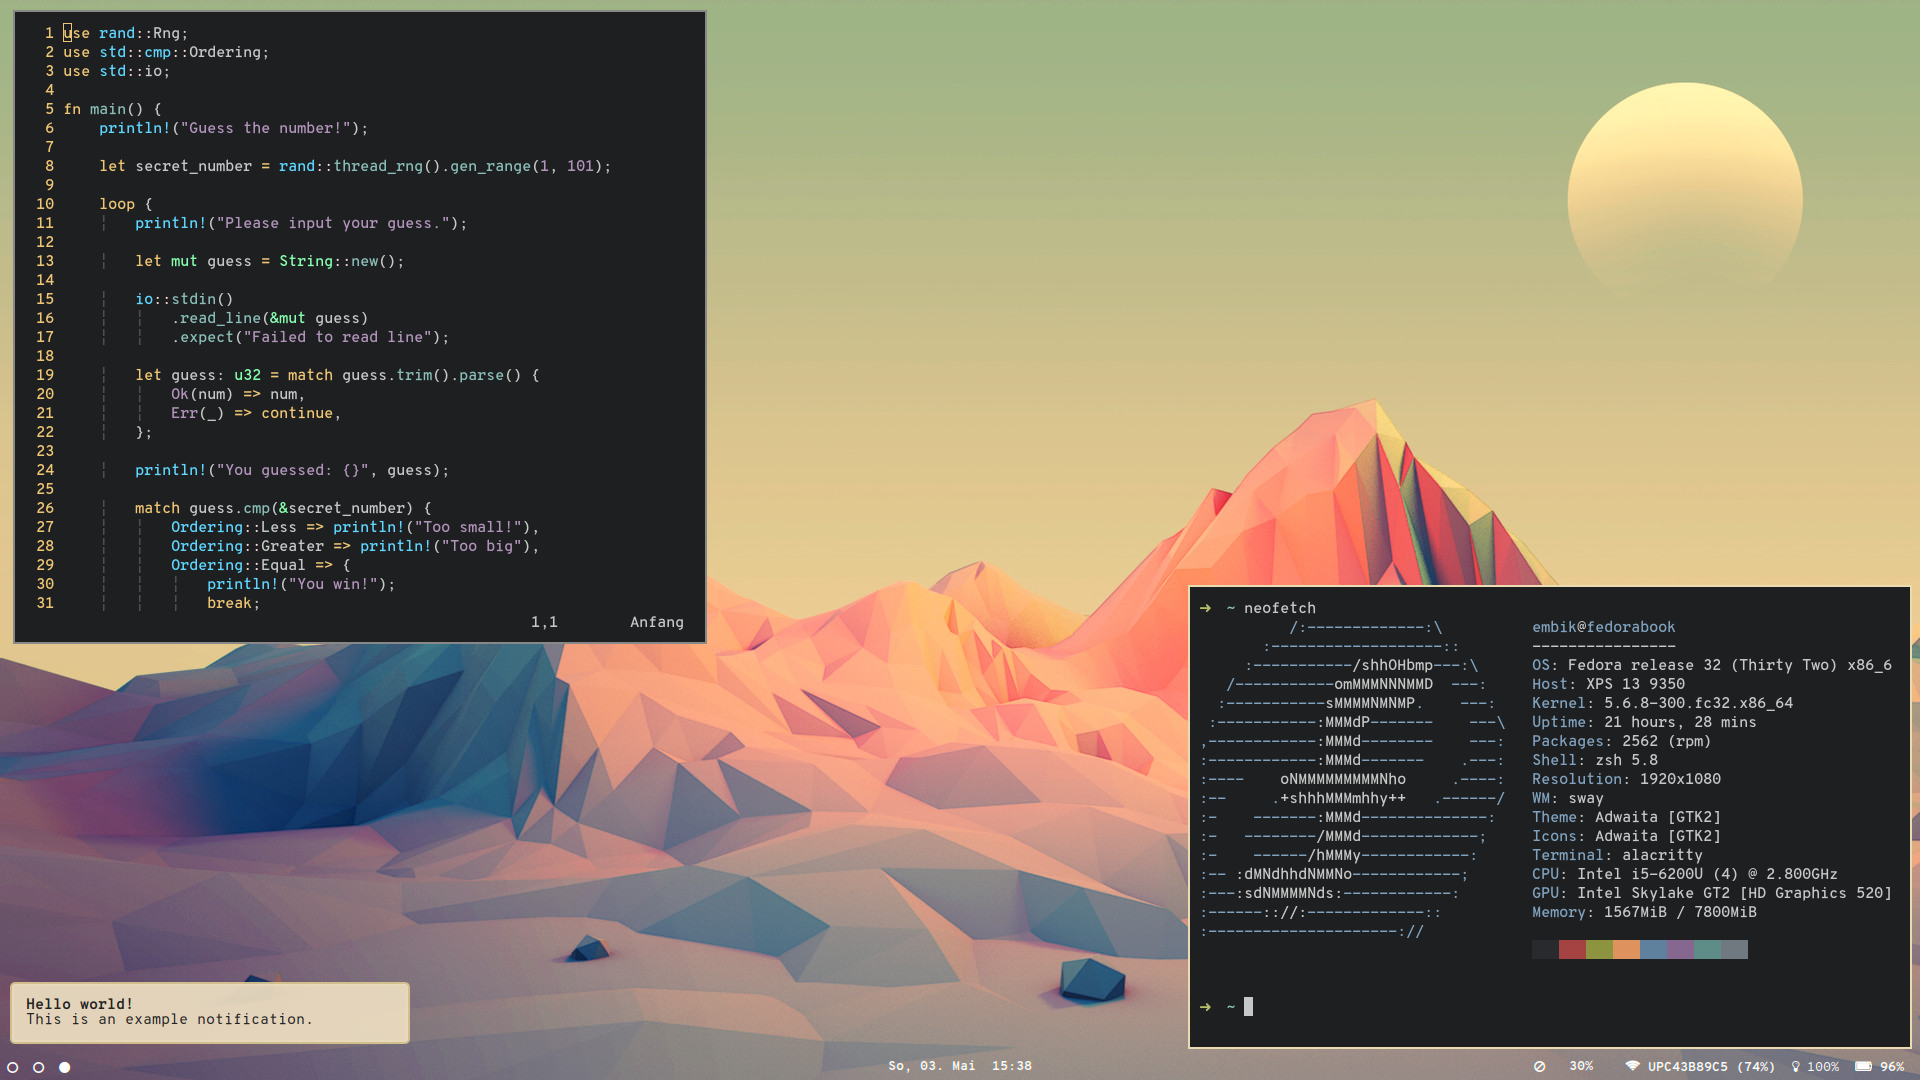 1 use rand::Rng;
2 use std::cmp::Ordering;
3 use std::io;
4
5 fn main() {
6     println!("Guess the number!");
7
8     let secret_number = rand::thread_rng().gen_range(1, 101);
9
10     loop {
11         println!("Please input your guess.");
12
13         let mut guess = String::new();
14
15         io::stdin()
16             .read_line(&mut guess)
17             .expect("Failed to read line");
18
19         let guess: u32 = match guess.trim().parse() {
20             Ok(num) => num,
21             Err(_) => continue,
22         };
23
24         println!("You guessed: {}", guess);
25
26         match guess.cmp(&secret_number) {
27             Ordering::Less => println!("Too small!"),
28             Ordering::Greater => println!("Too big"),
29             Ordering::Equal => {
30                 println!("You win!");
31                 break;
1,1        Anfang
➜  ~ neofetch
          /:-------------:\
       :-------------------::
     :-----------/shhOHbmp---:\
   /-----------omMMMNNNMMD  ---:
  :-----------sMMMMNMNMP.    ---:
 :-----------:MMMdP-------    ---\
,------------:MMMd--------    ---:
:------------:MMMd-------    .---:
:----    oNMMMMMMMMMNho     .----:
:--     .+shhhMMMmhhy++   .------/
:-    -------:MMMd--------------:
:-   --------/MMMd-------------;
:-    ------/hMMMy------------:
:-- :dMNdhhdNMMNo------------;
:---:sdNMMMMNds:------------:
:------:://:-------------::
:---------------------://
embik@fedorabook
----------------
OS: Fedora release 32 (Thirty Two) x86_6
Host: XPS 13 9350
Kernel: 5.6.8-300.fc32.x86_64
Uptime: 21 hours, 28 mins
Packages: 2562 (rpm)
Shell: zsh 5.8
Resolution: 1920x1080
WM: sway
Theme: Adwaita [GTK2]
Icons: Adwaita [GTK2]
Terminal: alacritty
CPU: Intel i5-6200U (4) @ 2.800GHz
GPU: Intel Skylake GT2 [HD Graphics 520]
Memory: 1567MiB / 7800MiB
➜  ~
Hello world!
This is an example notification.
So, 03. Mai  15:38
30%  UPC43B89C5 (74%)  100%  96%